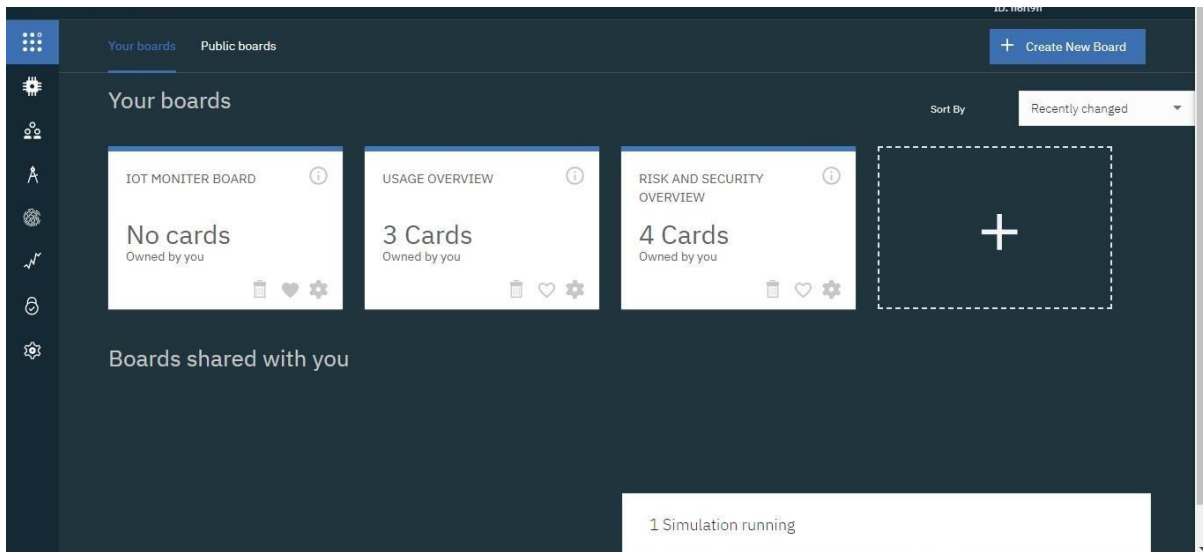 Your boards
Public boards
+ Create New Board
Your boards
Sort By
Recently changed
IOT MONITER BOARD
No cards
Owned by you
USAGE OVERVIEW
3 Cards
Owned by you
RISK AND SECURITY
OVERVIEW
4 Cards
Owned by you
Boards shared with you
1 Simulation running